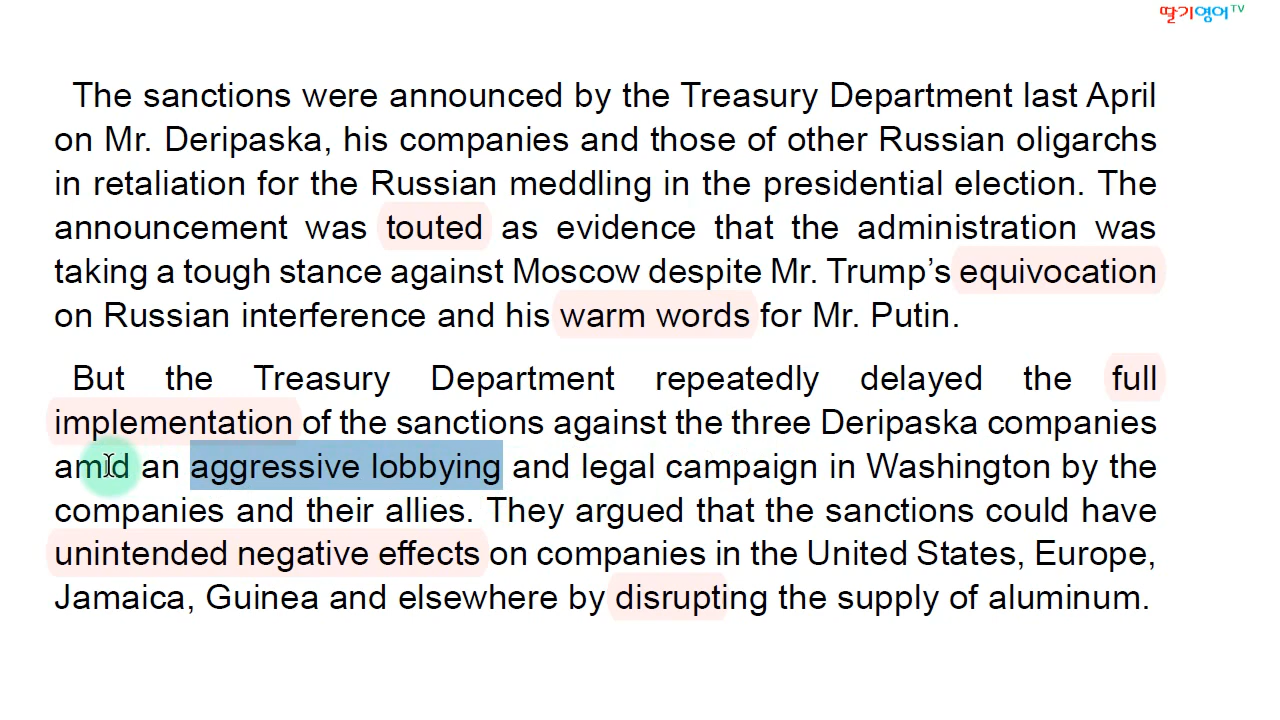 딸기영어TV
The sanctions were announced by the Treasury Department last April
on Mr. Deripaska, his companies and those of other Russian oligarchs
in retaliation for the Russian meddling in the presidential election. The
announcement was touted as evidence that the administration was
taking a tough stance against Moscow despite Mr. Trump’s equivocation
on Russian interference and his warm words for Mr. Putin.
But the Treasury Department repeatedly delayed the full
implementation of the sanctions against the three Deripaska companies
amid an aggressive lobbying and legal campaign in Washington by the
companies and their allies. They argued that the sanctions could have
unintended negative effects on companies in the United States, Europe,
Jamaica, Guinea and elsewhere by disrupting the supply of aluminum.